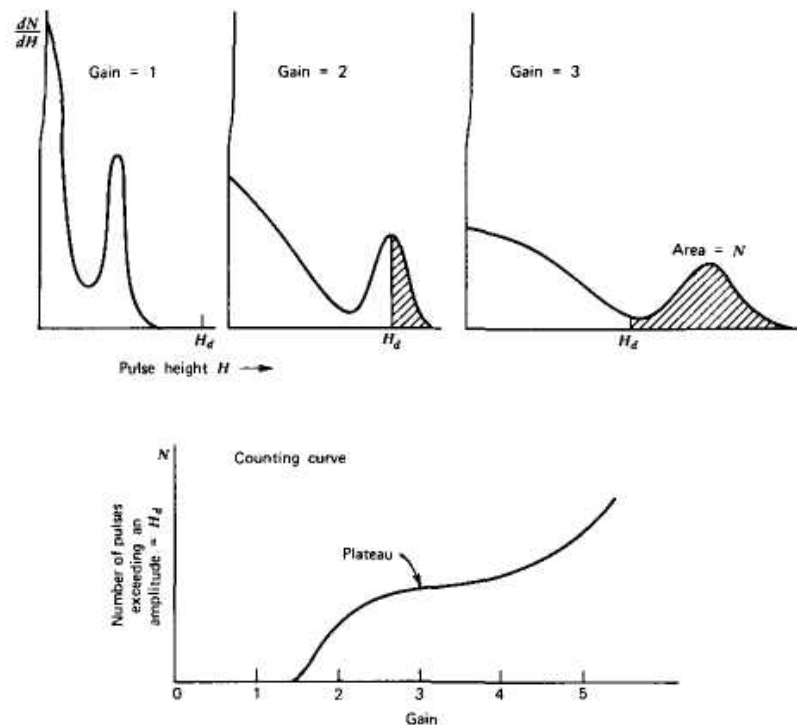 dN
dH
Gain = 1
Gain = 2
Gain = 3
Area = N
H_d
H_d
H_d
Pulse height H →
N
Counting curve
Number of pulses
exceeding an
amplitude = H_d
Plateau
0 1 2 3 4 5
Gain